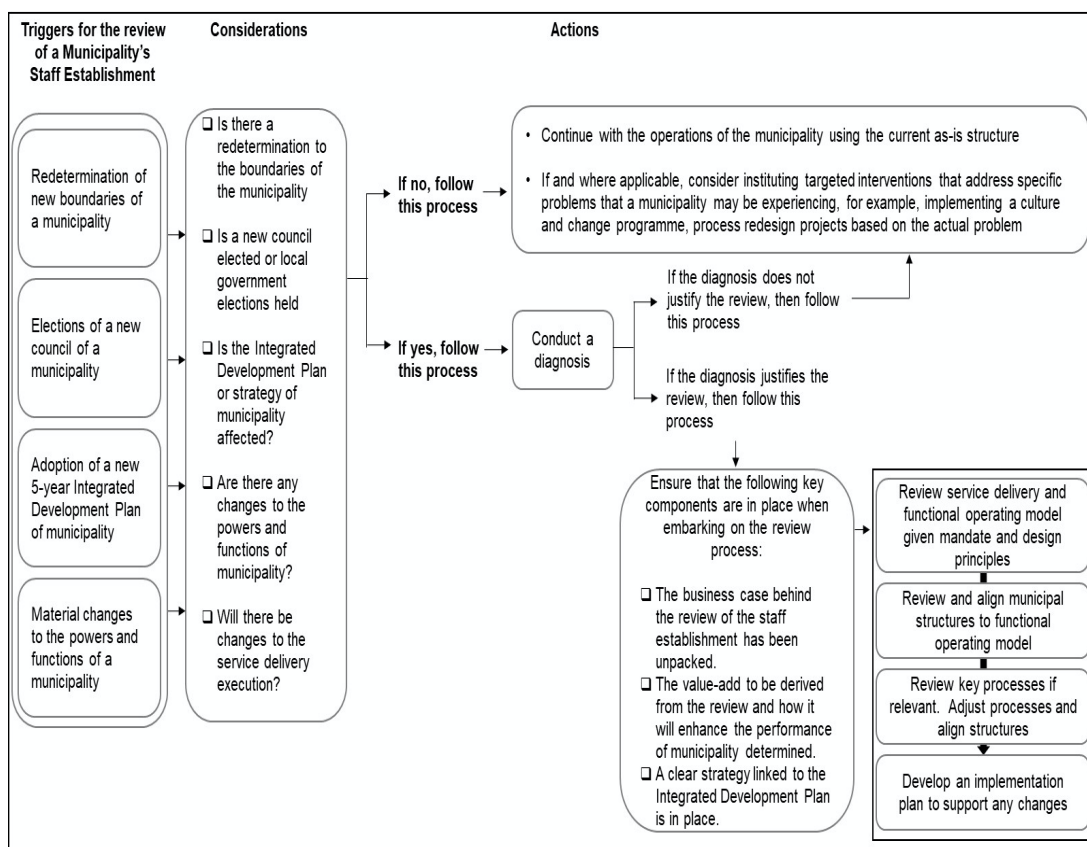 Triggers for the review
of a Municipality's
Staff Establishment
Considerations
Actions
Redetermination of
new boundaries of
a municipality
Elections of a new
council of a
municipality
Adoption of a new
5-year Integrated
Development Plan
of municipality
Material changes
to the powers and
functions of a
municipality
❑ Is there a
redetermination to
the boundaries of
the municipality
❑ Is a new council
elected or local
government
elections held
❑ Is the Integrated
Development Plan
or strategy of
municipality
affected?
❑ Are there any
changes to the
powers and
functions of
municipality?
❑ Will there be
changes to the
service delivery
execution?
If no, follow
this process
• Continue with the operations of the municipality using the current as-is structure
• If and where applicable, consider instituting targeted interventions that address specific
problems that a municipality may be experiencing, for example, implementing a culture
and change programme, process redesign projects based on the actual problem
If yes, follow
this process
Conduct a
diagnosis
If the diagnosis does not
justify the review, then follow
this process
If the diagnosis justifies the
review, then follow this
process
Ensure that the following key
components are in place when
embarking on the review
process:
❑ The business case behind
the review of the staff
establishment has been
unpacked.
❑ The value-add to be derived
from the review and how it
will enhance the performance
of municipality determined.
❑ A clear strategy linked to the
Integrated Development Plan
is in place.
Review service delivery and
functional operating model
given mandate and design
principles
Review and align municipal
structures to functional
operating model
Review key processes if
relevant. Adjust processes and
align structures
Develop an implementation
plan to support any changes